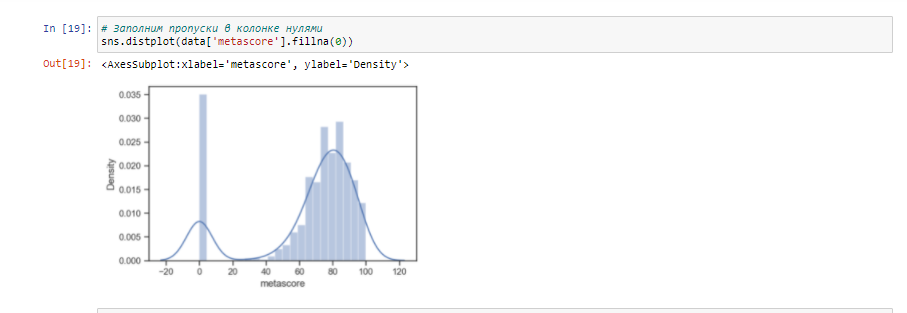 In [19]: # Заполним пропуски в колонке нулями
sns.distplot(data['metascore'].fillna(0))
Out[19]: <AxesSubplot:xlabel='metascore', ylabel='Density'>
0.035
0.030
0.025
0.020
0.015
0.010
0.005
0.000
Density
−20 0 20 40 60 80 100 120
metascore